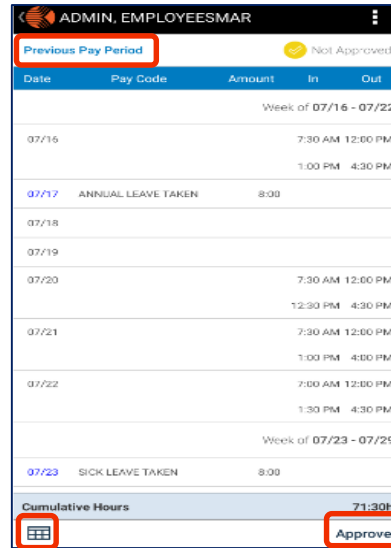 ADMIN, EMPLOYEESMAR
Previous Pay Period Not Approved
Date Pay Code Amount In Out
Week of 07/16 - 07/22
07/16 7:30 AM 12:00 PM
1:00 PM 4:30 PM
07/17 ANNUAL LEAVE TAKEN 8:00
07/18
07/19
07/20 7:30 AM 12:00 PM
12:30 PM 4:30 PM
07/21 7:30 AM 12:00 PM
1:00 PM 4:00 PM
07/22 7:00 AM 12:00 PM
1:30 PM 4:30 PM
Week of 07/23 - 07/29
07/23 SICK LEAVE TAKEN 8:00
Cumulative Hours 71:30h
Approve